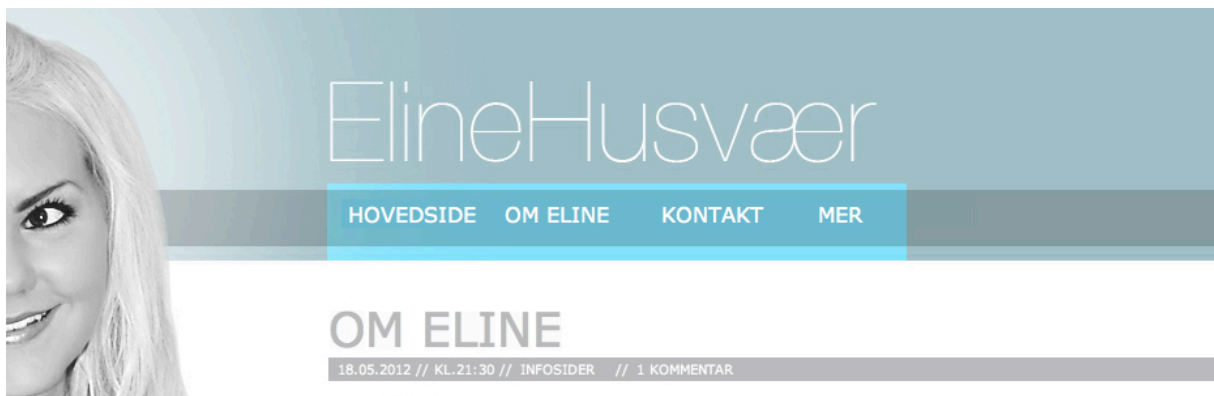 ElineHusvær
HOVEDSIDE OM ELINE KONTAKT MER
OM ELINE
18.05.2012 // KL.21:30 // INFOSIDER // 1 KOMMENTAR